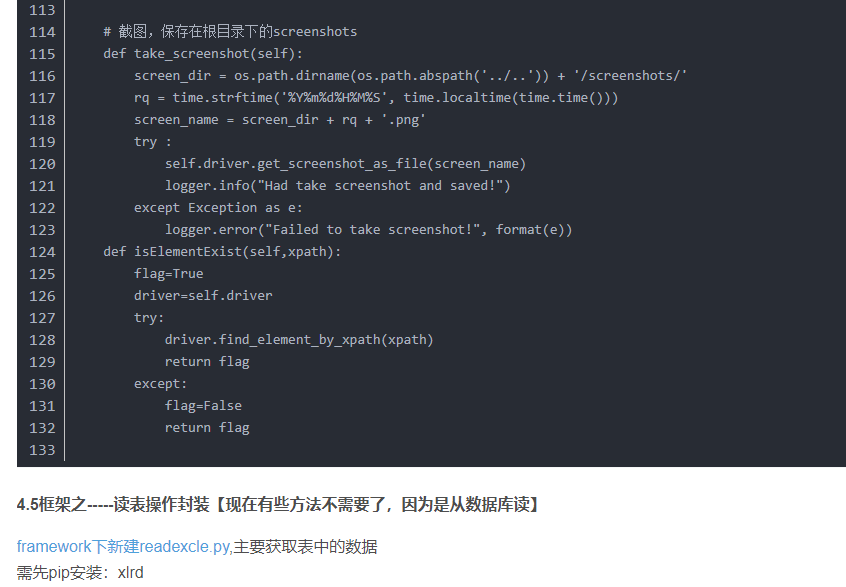 113
114 # 截图，保存在根目录下的screenshots
115 def take_screenshot(self):
116 screen_dir = os.path.dirname(os.path.abspath('../..')) + '/screenshots/'
117 rq = time.strftime('%Y%m%d%H%M%S', time.localtime(time.time()))
118 screen_name = screen_dir + rq + '.png'
119 try :
120 self.driver.get_screenshot_as_file(screen_name)
121 logger.info("Had take screenshot and saved!")
122 except Exception as e:
123 logger.error("Failed to take screenshot!", format(e))
124 def isElementExist(self,xpath):
125 flag=True
126 driver=self.driver
127 try:
128 driver.find_element_by_xpath(xpath)
129 return flag
130 except:
131 flag=False
132 return flag
133
4.5框架之-----读表操作封装【现在有些方法不需要了，因为是从数据库读】
framework下新建readexcle.py,主要获取表中的数据
需先pip安装：xlrd